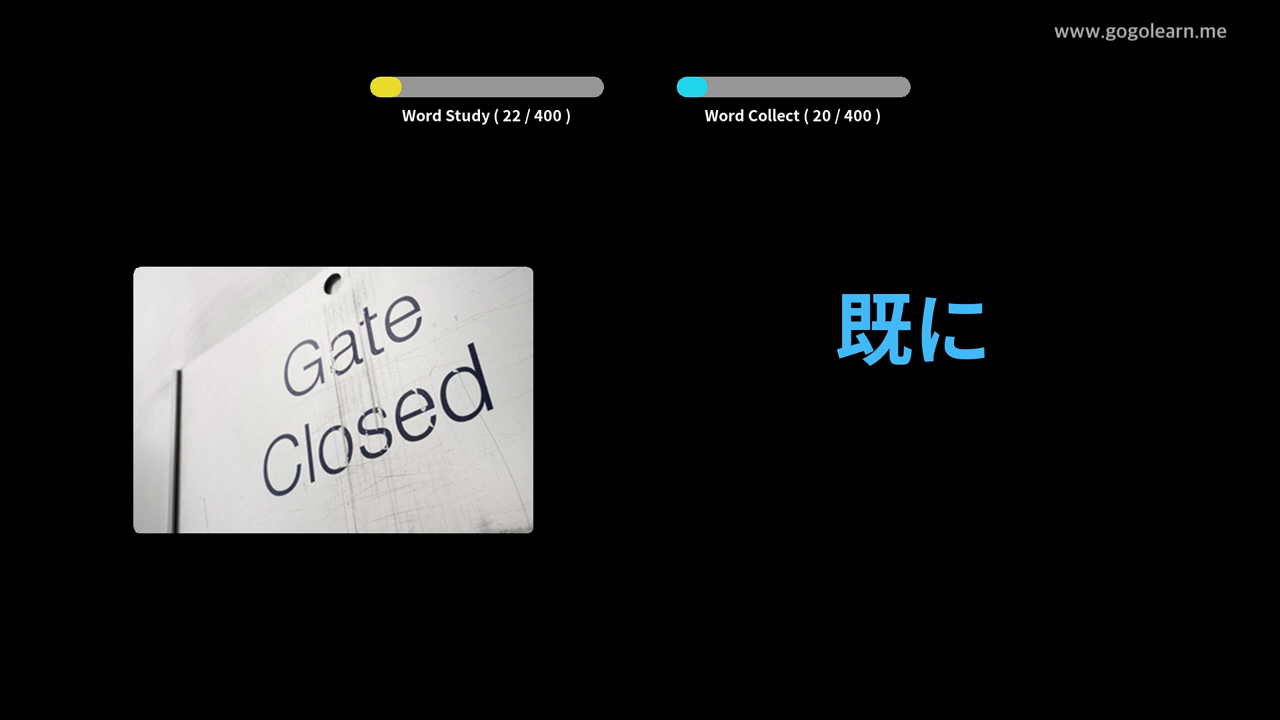 www.gogolearn.me
Word Study ( 22 / 400 )
Word Collect ( 20 / 400 )
Gate
Closed
既に